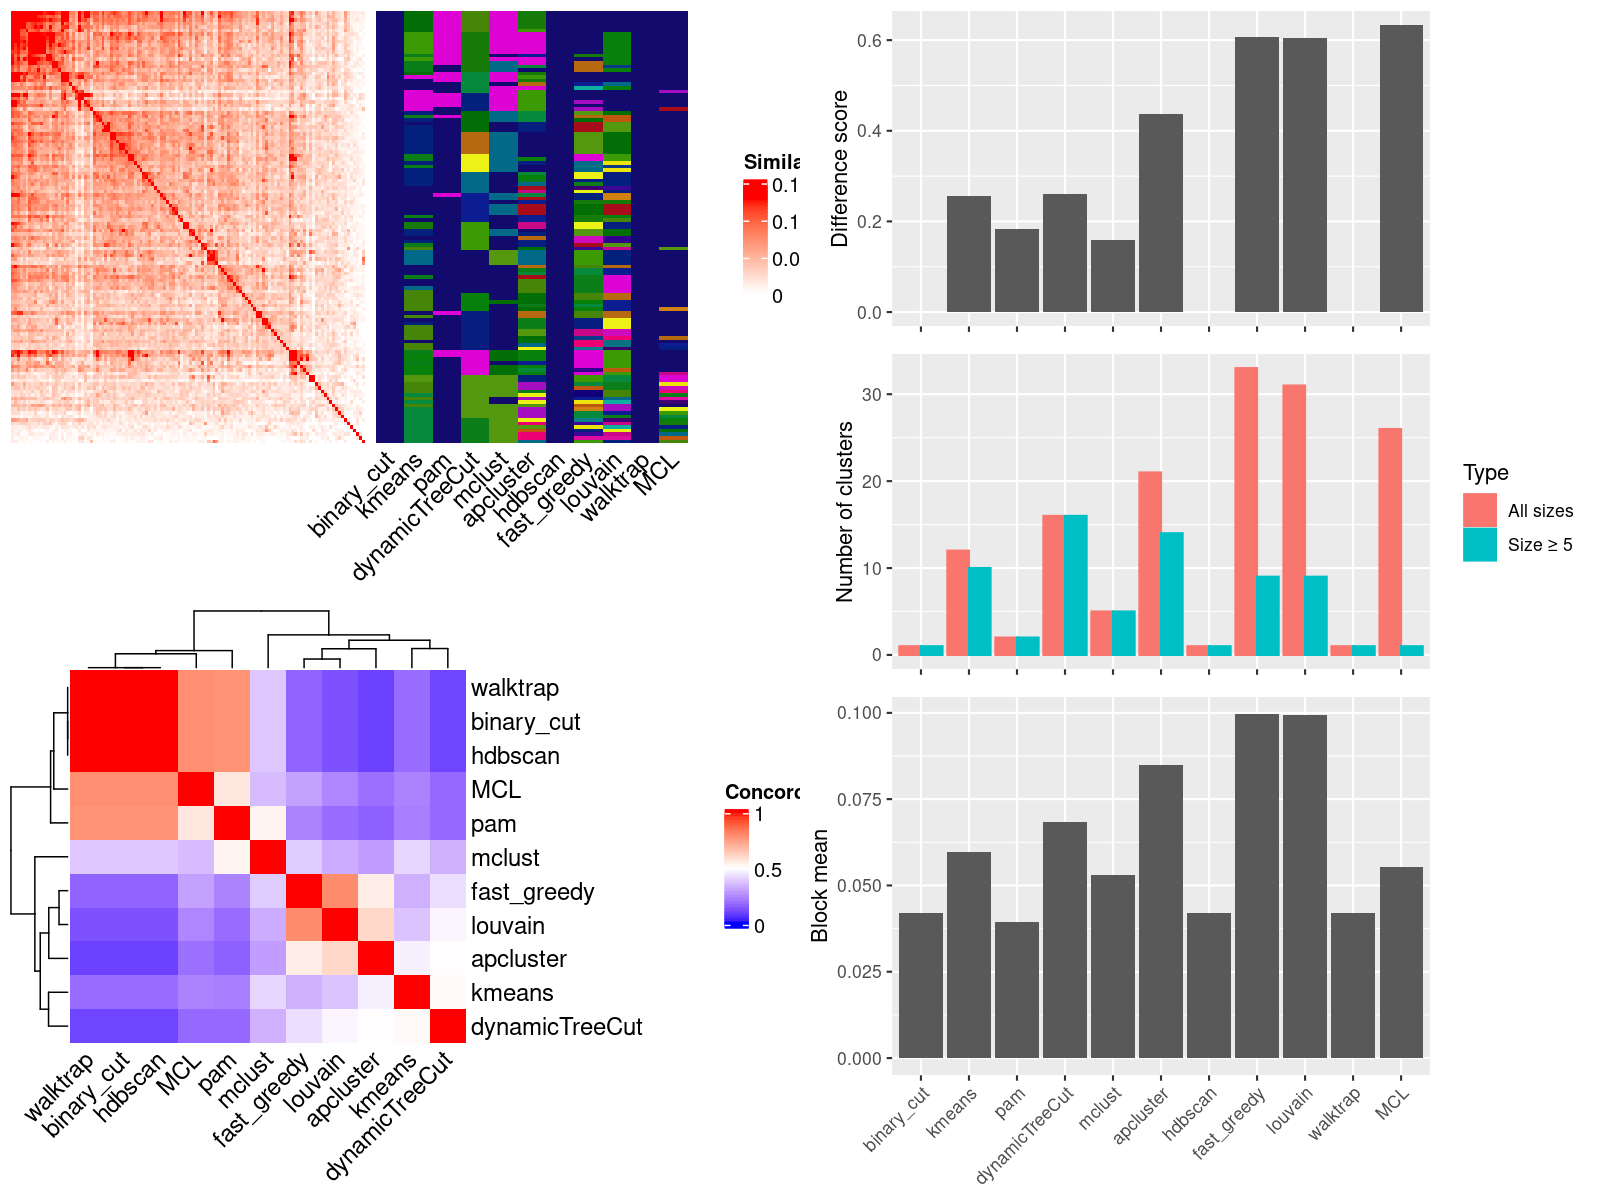 Simila
0.1
0.1
0.0
0
binary_cut
kmeans
pam
dynamicTreeCut
mclust
apcluster
hdbscan
fast_greedy
louvain
walktrap
MCL
walktrap
binary_cut
hdbscan
MCL
pam
mclust
fast_greedy
louvain
apcluster
kmeans
dynamicTreeCut
walktrap
binary_cut
hdbscan
MCL
pam
mclust
fast_greedy
louvain
apcluster
kmeans
dynamicTreeCut
Concord
1
0.5
0
Difference score
0.6
0.4
0.2
0.0
Number of clusters
30
20
10
0
Type
All sizes
Size ≥ 5
Block mean
0.100
0.075
0.050
0.025
0.000
binary_cut
kmeans
pam
dynamicTreeCut
mclust
apcluster
hdbscan
fast_greedy
louvain
walktrap
MCL